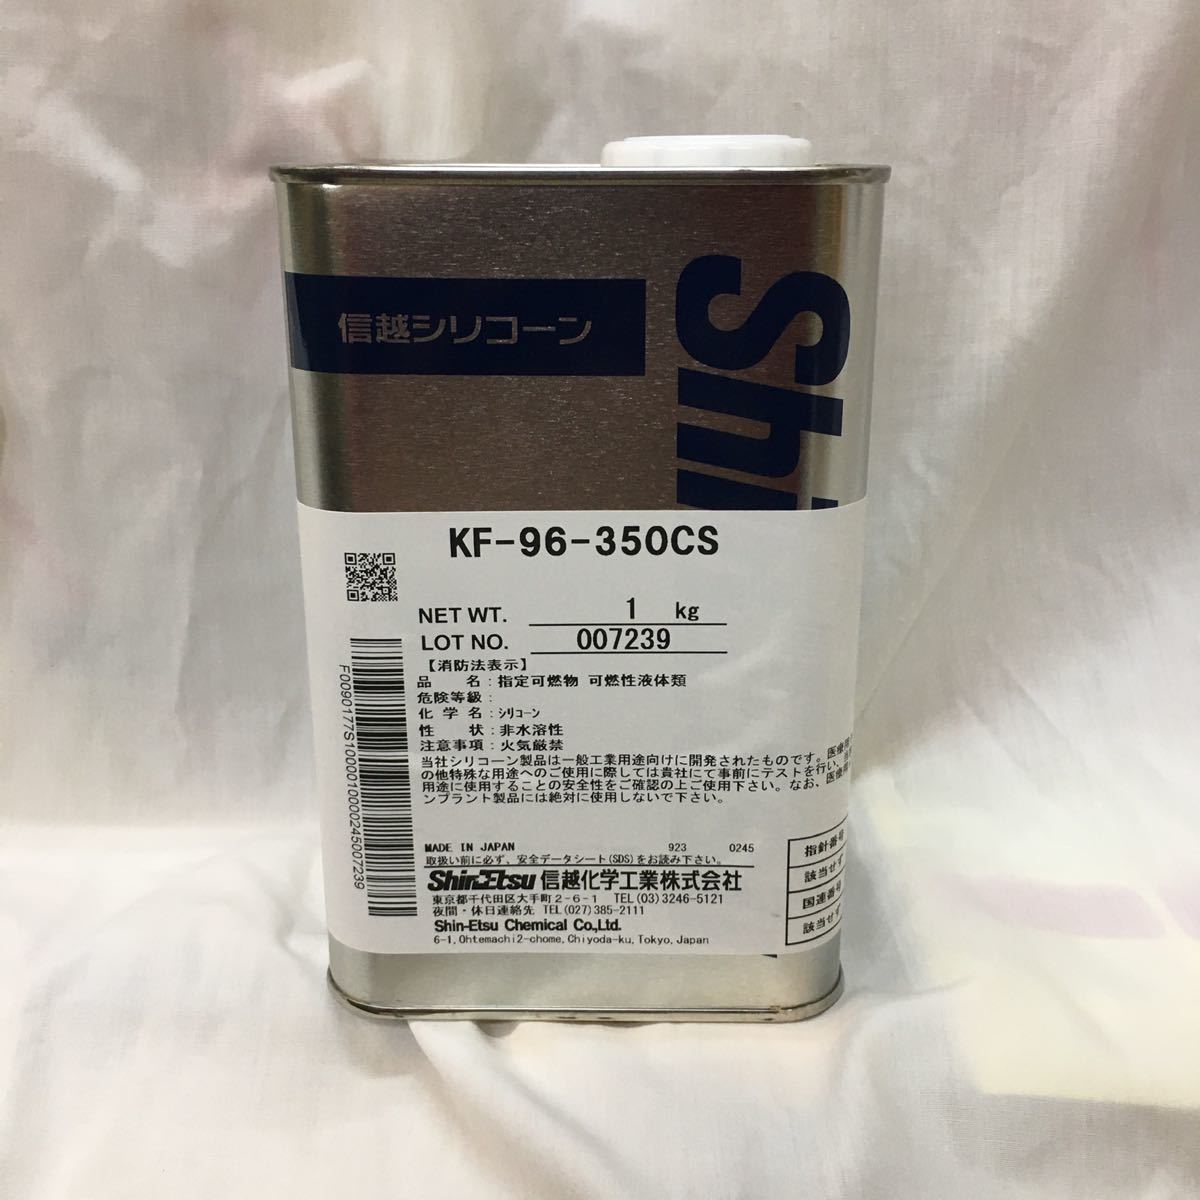 信越シリコーン
Shi
KF-96-350CS
NET WT. 1 kg
LOT NO. 007239
【消防法表示】
品 名：指定可燃物 可燃性液体類
危険等級：
化学名：シリコーン
性 状：非水溶性
注意事項：火気厳禁
当社シリコーン製品は一般工業用途向けに開発されたものです。医療用
の他特殊な用途へのご使用に際しては貴社にて事前にテストを行い、
用途に使用することの安全性をご確認の上ご使用下さい。なお、医療用
ンプラント製品には絶対に使用しないで下さい。
MADE IN JAPAN 923 0245
取扱い前に必ず、安全データシート(SDS)をお読み下さい。
ShinEtsu 信越化学工業株式会社
東京都千代田区大手町2-6-1 TEL(03)3246-5121
夜間・休日連絡先 TEL(027)385-2111
Shin-Etsu Chemical Co.,Ltd.
6-1,Ohtemachi2-chome,Chiyoda-ku,Tokyo,Japan
指針番号
該当せず
国連番号
該当せず
F0090177S10000010000245007239